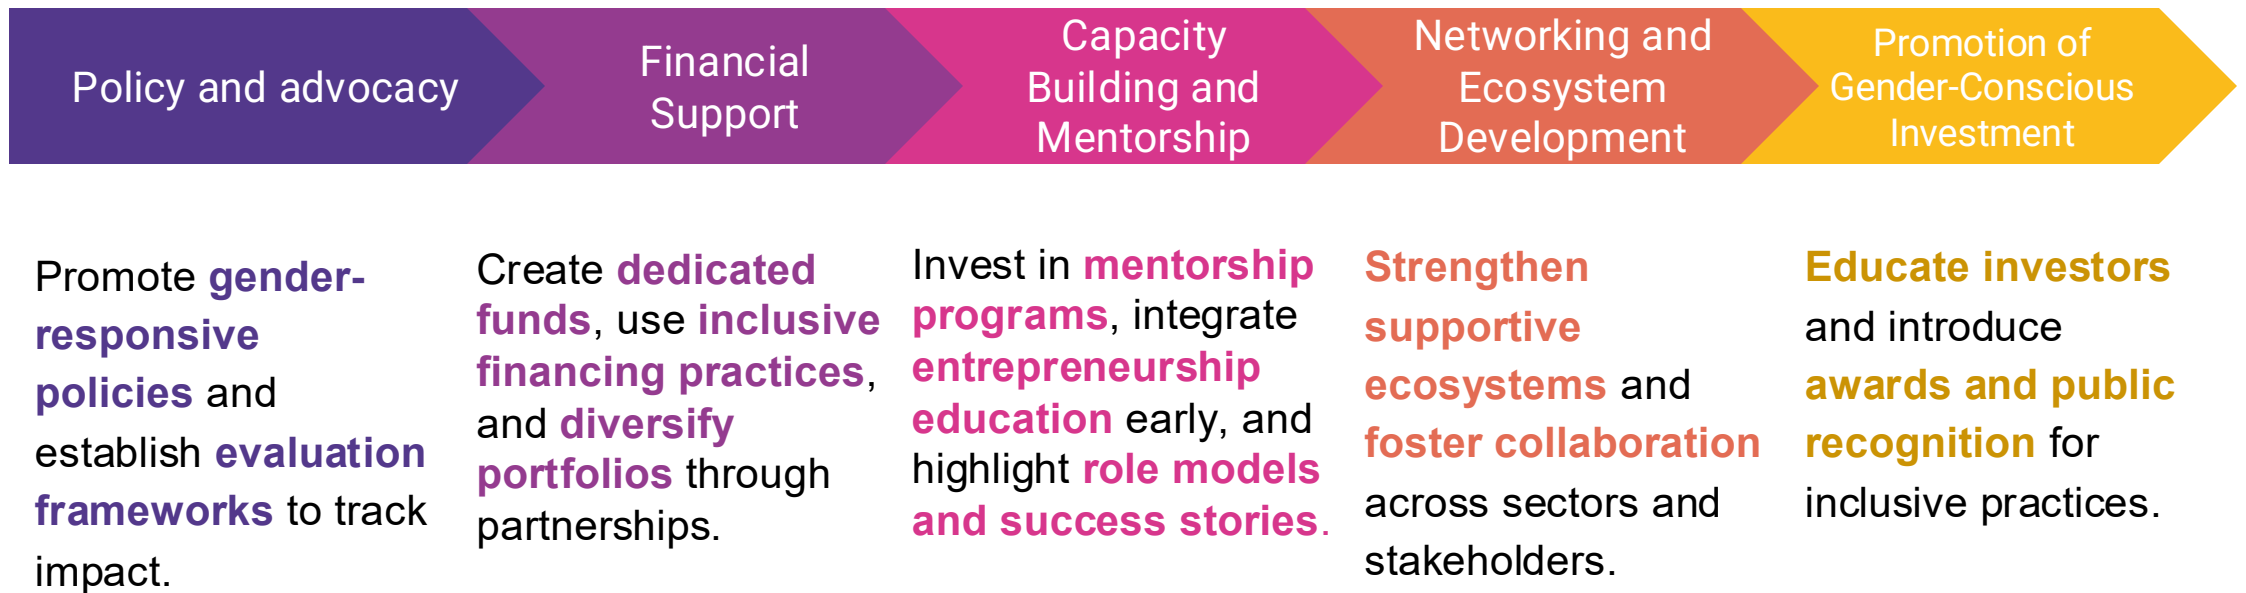 Policy and advocacy
Financial
Support
Capacity
Building and
Mentorship
Networking and
Ecosystem
Development
Promotion of
Gender-Conscious
Investment
Promote gender-
responsive
policies and
establish evaluation
frameworks to track
impact.
Create dedicated
funds, use inclusive
financing practices,
and diversify
portfolios through
partnerships.
Invest in mentorship
programs, integrate
entrepreneurship
education early, and
highlight role models
and success stories.
Strengthen
supportive
ecosystems and
foster collaboration
across sectors and
stakeholders.
Educate investors
and introduce
awards and public
recognition for
inclusive practices.